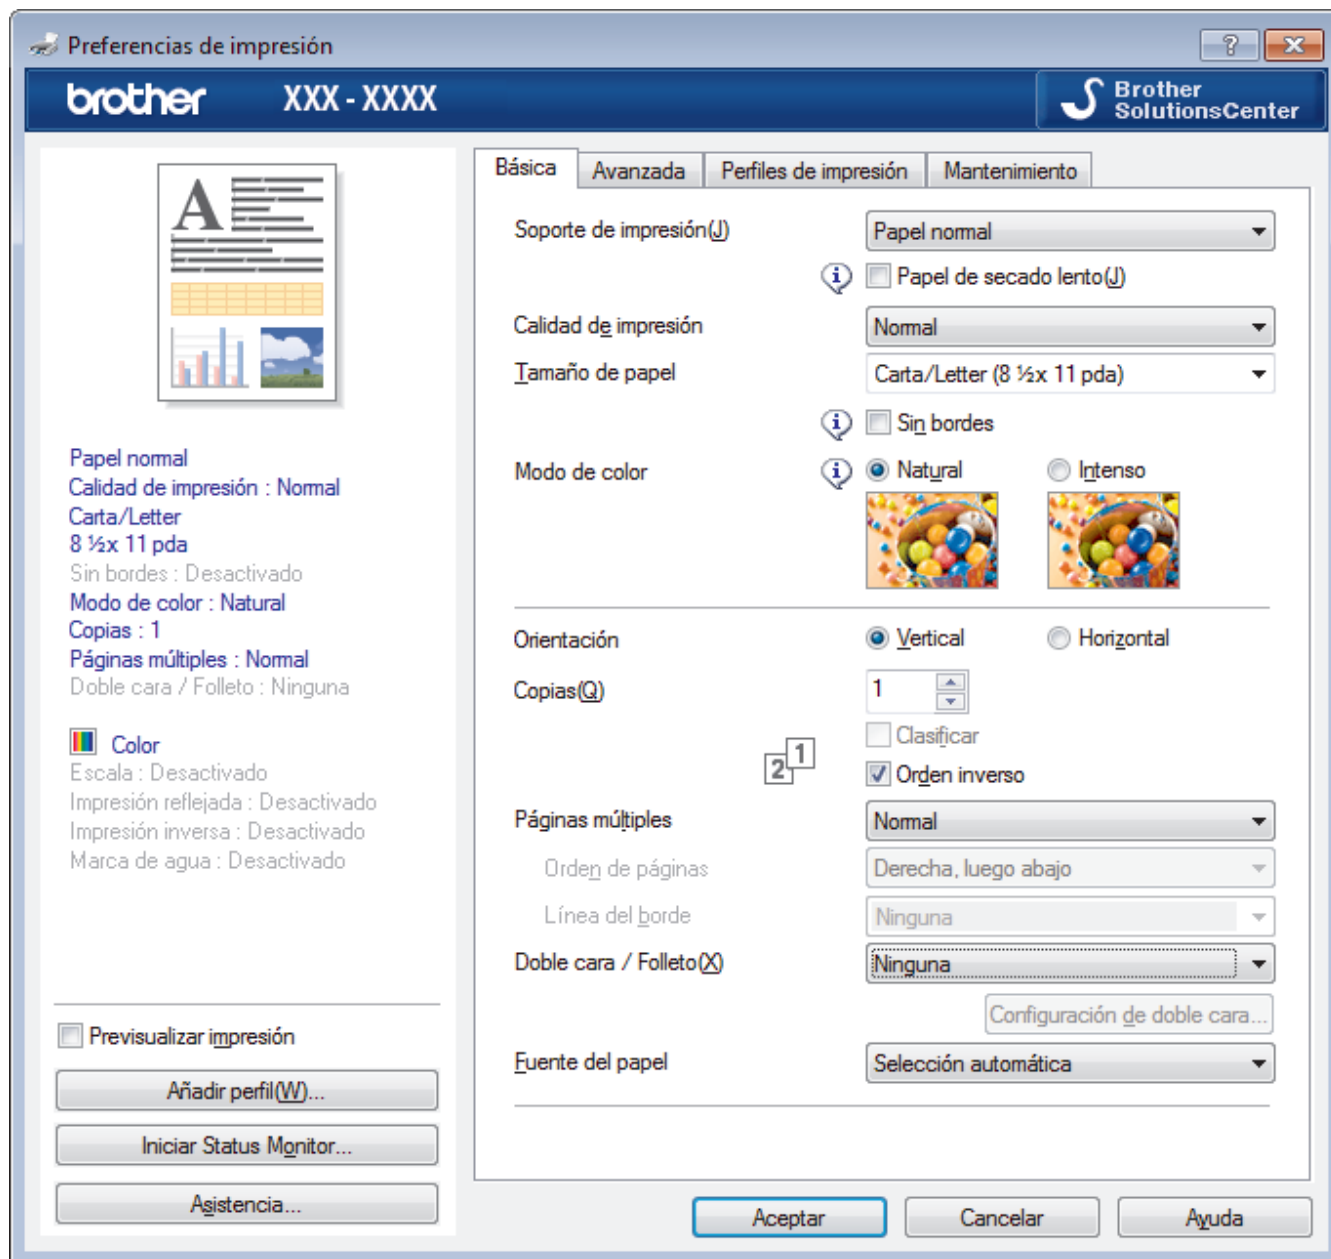 Preferencias de impresión
brother XXX - XXXX
Brother
SolutionsCenter
A
Papel normal
Calidad de impresión : Normal
Carta/Letter
8 ½x 11 pda
Sin bordes : Desactivado
Modo de color : Natural
Copias : 1
Páginas múltiples : Normal
Doble cara / Folleto : Ninguna
Color
Escala : Desactivado
Impresión reflejada : Desactivado
Impresión inversa : Desactivado
Marca de agua : Desactivado
Previsualizar impresión
Añadir perfil(W)...
Iniciar Status Monitor...
Asistencia...
Básica Avanzada Perfiles de impresión Mantenimiento
Soporte de impresión(J) Papel normal
Papel de secado lento(J)
Calidad de impresión Normal
Tamaño de papel Carta/Letter (8 ½x 11 pda)
Sin bordes
Modo de color Natural Intenso
Orientación Vertical Horizontal
Copias(Q) 1
Clasificar
2 1 Orden inverso
Páginas múltiples Normal
Orden de páginas Derecha, luego abajo
Línea del borde Ninguna
Doble cara / Folleto(X) Ninguna
Configuración de doble cara...
Fuente del papel Selección automática
Aceptar Cancelar Ayuda